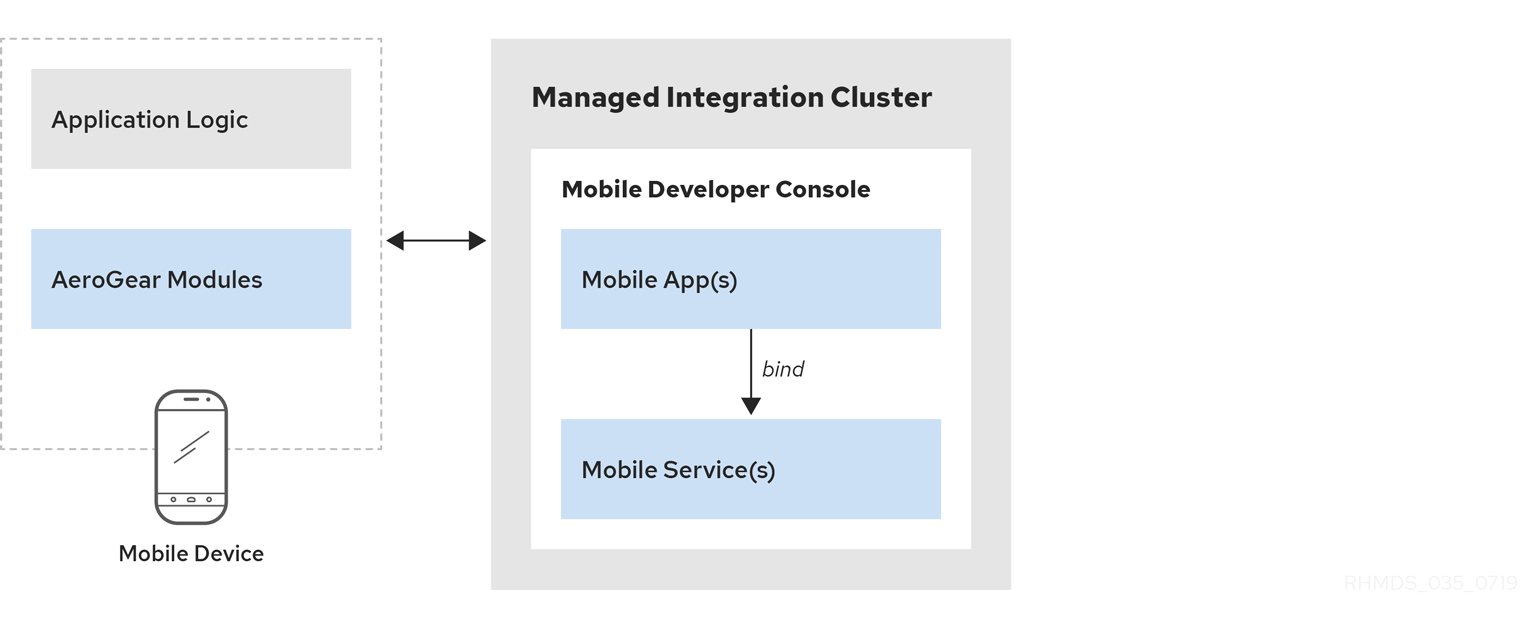 Application Logic
AeroGear Modules
Mobile Device
Managed Integration Cluster
Mobile Developer Console
Mobile App(s)
bind
Mobile Service(s)
RHMDS_035_0719